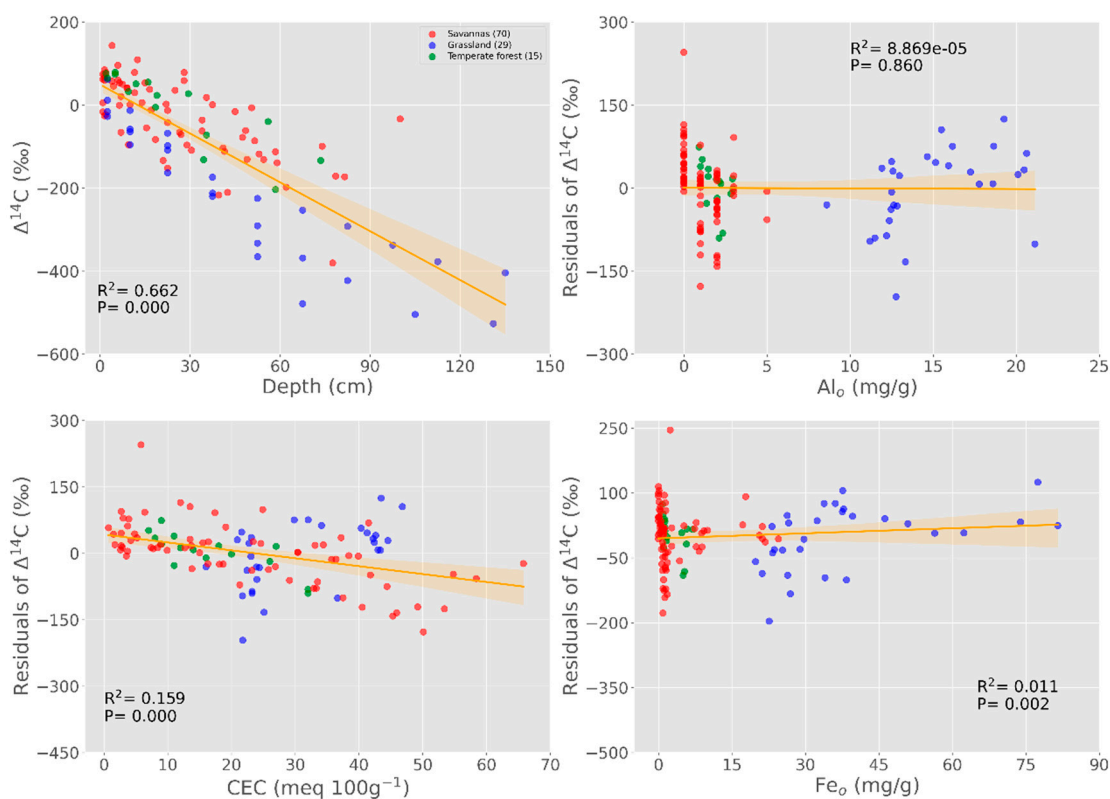 200
0
−200
−400
−600
Δ¹⁴C (‰)
Savannas (70)
Grassland (29)
Temperate forest (15)
R²= 0.662
P= 0.000
0 30 60 90 120 150
Depth (cm)
300
150
0
−150
−300
Residuals of Δ¹⁴C (‰)
R²= 8.869e-05
P= 0.860
0 5 10 15 20 25
Alₒ (mg/g)
300
150
0
−150
−300
−450
Residuals of Δ¹⁴C (‰)
R²= 0.159
P= 0.000
0 10 20 30 40 50 60 70
CEC (meq 100g⁻¹)
250
100
−50
−200
−350
−500
Residuals of Δ¹⁴C (‰)
R²= 0.011
P= 0.002
0 15 30 45 60 75 90
Feₒ (mg/g)